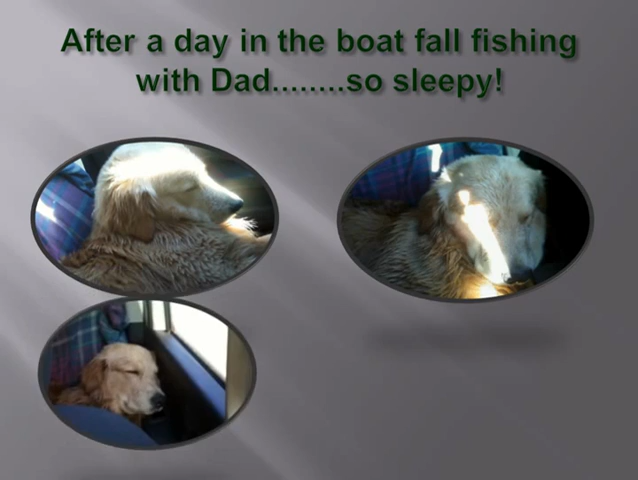 After a day in the boat fall fishing
with Dad........so sleepy!